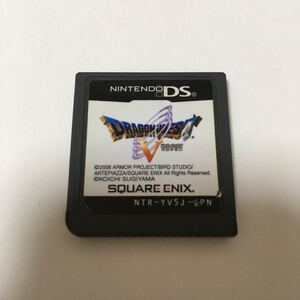 NINTENDO DS
DRAGON QUEST
V
©2008 ARMOR PROJECT/BIRD STUDIO/
ARTEPIAZZA/SQUARE ENIX All Rights Reserved.
©KOICHI SUGIYAMA
SQUARE ENIX.
NTR-YV5J-JPN